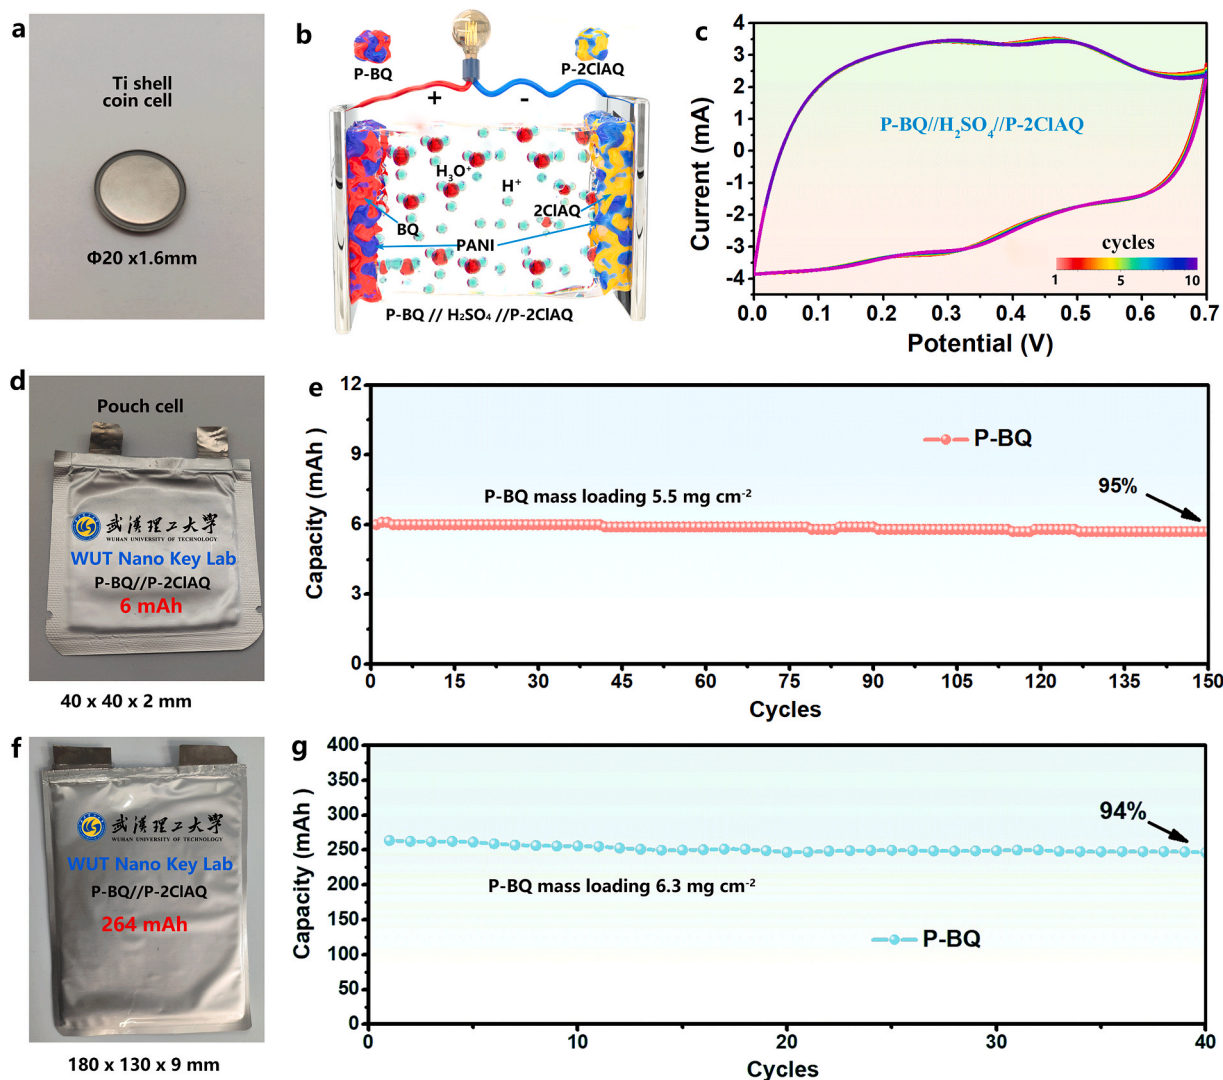 a
Ti shell
coin cell
Φ20 x1.6mm
b
P-BQ
P-2ClAQ
+
-
H₃O⁺
H⁺
2ClAQ
BQ
PANI
P-BQ // H₂SO₄ //P-2ClAQ
c
4
3
2
1
0
-1
-2
-3
-4
Current (mA)
P-BQ//H₂SO₄//P-2ClAQ
cycles
1 5 10
0.0 0.1 0.2 0.3 0.4 0.5 0.6 0.7
Potential (V)
d
Pouch cell
武汉理工大学
WUHAN UNIVERSITY OF TECHNOLOGY
WUT Nano Key Lab
P-BQ//P-2ClAQ
6 mAh
40 x 40 x 2 mm
e
12
9
6
3
0
Capacity (mAh)
P-BQ
P-BQ mass loading 5.5 mg cm⁻²
95%
0 15 30 45 60 75 90 105 120 135 150
Cycles
f
武汉理工大学
WUHAN UNIVERSITY OF TECHNOLOGY
WUT Nano Key Lab
P-BQ//P-2ClAQ
264 mAh
180 x 130 x 9 mm
g
400
350
300
250
200
150
100
50
0
Capacity (mAh)
94%
P-BQ mass loading 6.3 mg cm⁻²
P-BQ
0 10 20 30 40
Cycles